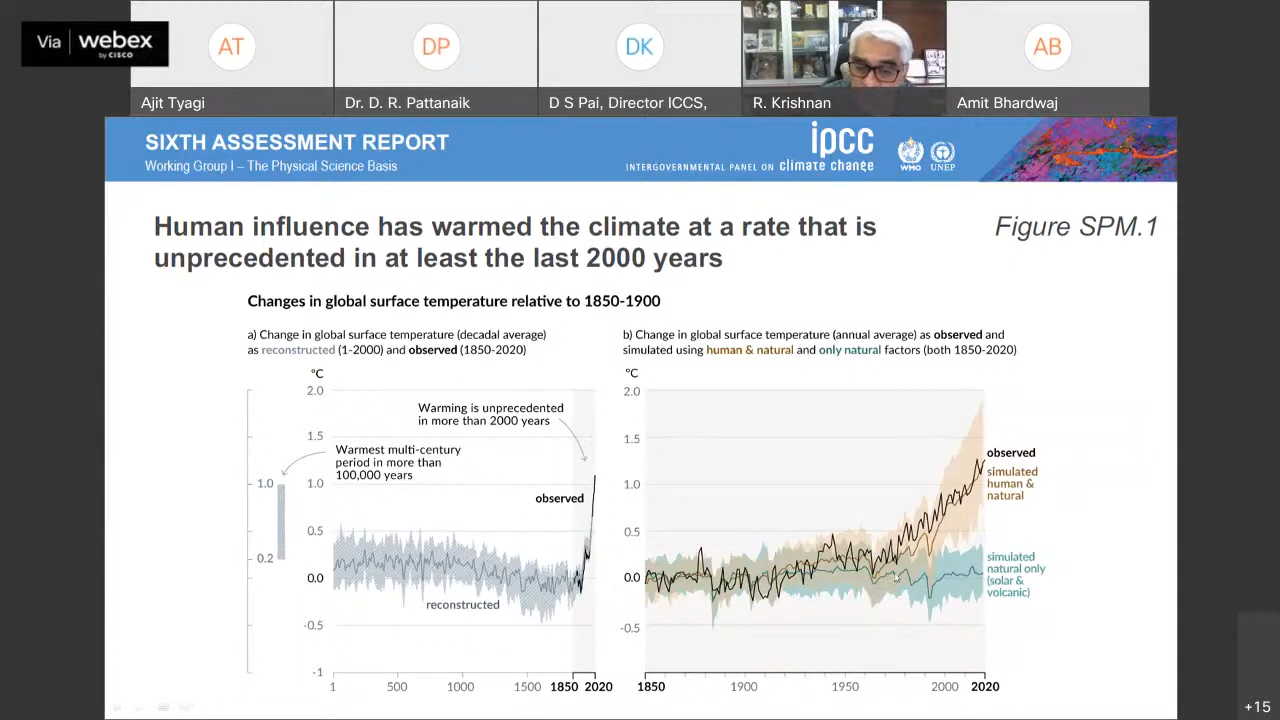 Via webex
by CISCO
AT
DP
DK
AB
Ajit Tyagi
Dr. D. R. Pattanaik
D S Pai, Director ICCS,
R. Krishnan
Amit Bhardwaj
SIXTH ASSESSMENT REPORT
Working Group I – The Physical Science Basis
ipcc
INTERGOVERNMENTAL PANEL ON climate change
WMO
UNEP
Human influence has warmed the climate at a rate that is
unprecedented in at least the last 2000 years
Figure SPM.1
Changes in global surface temperature relative to 1850-1900
a) Change in global surface temperature (decadal average)
as reconstructed (1-2000) and observed (1850-2020)
°C
2.0
1.5
1.0
0.5
0.0
-0.5
-1
1.0
0.2
Warming is unprecedented
in more than 2000 years
Warmest multi-century
period in more than
100,000 years
observed
reconstructed
1 500 1000 1500 1850 2020
b) Change in global surface temperature (annual average) as observed and
simulated using human & natural and only natural factors (both 1850-2020)
°C
2.0
1.5
1.0
0.5
0.0
-0.5
observed
simulated
human &
natural
simulated
natural only
(solar &
volcanic)
1850 1900 1950 2000 2020
+15